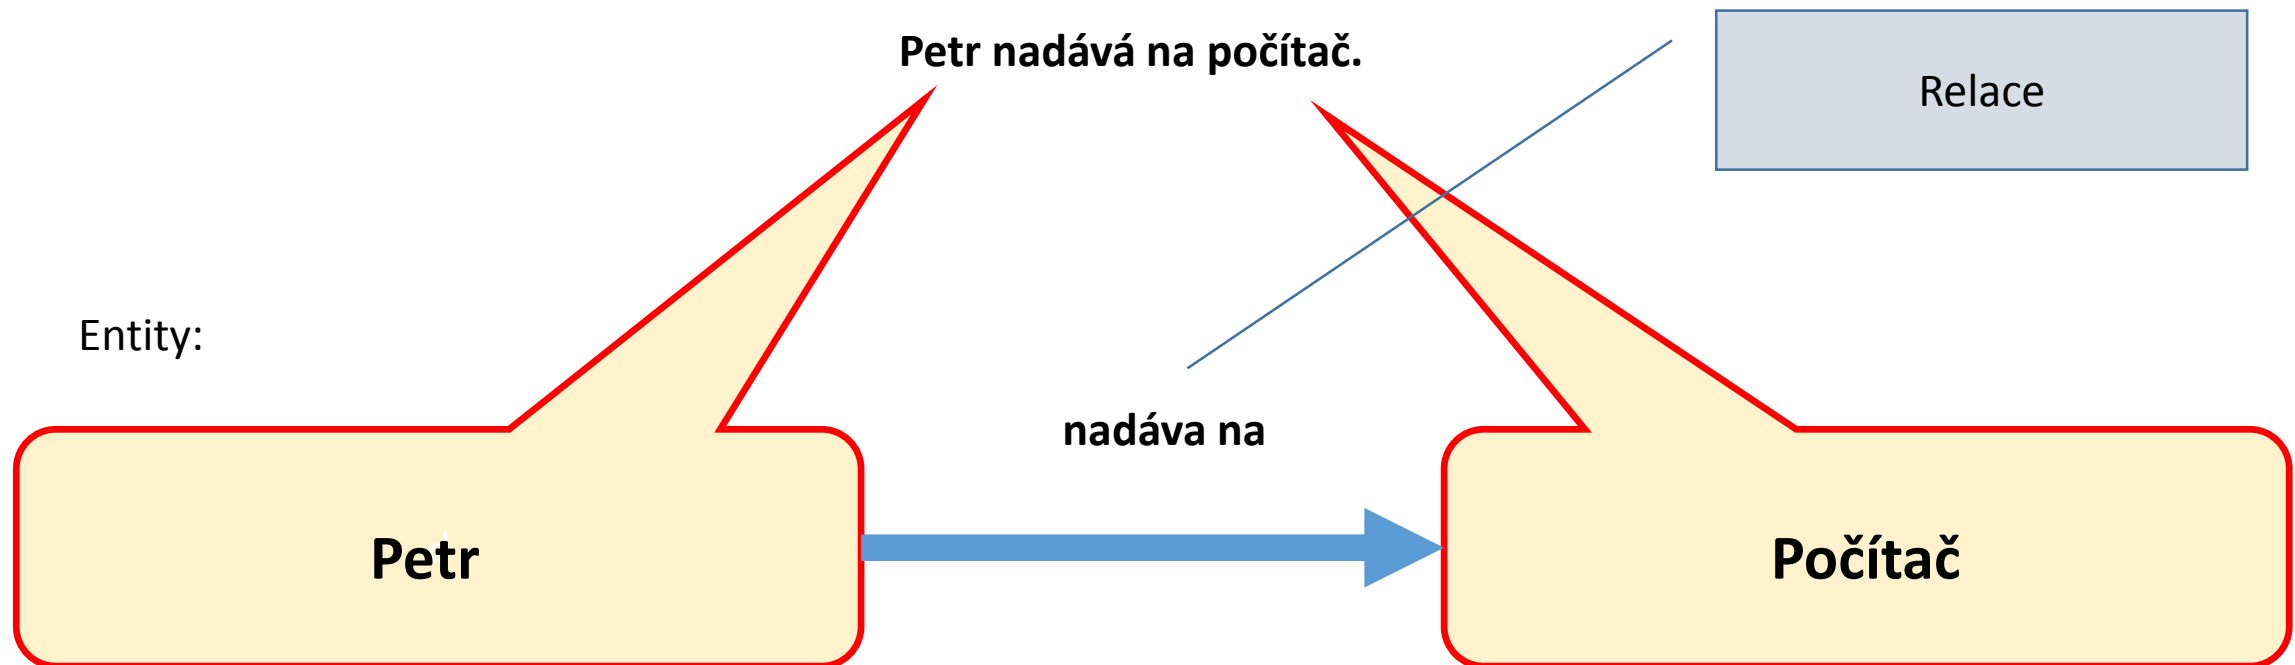 Petr nadává na počítač.
Relace
Entity:
nadáva na
Petr
Počítač